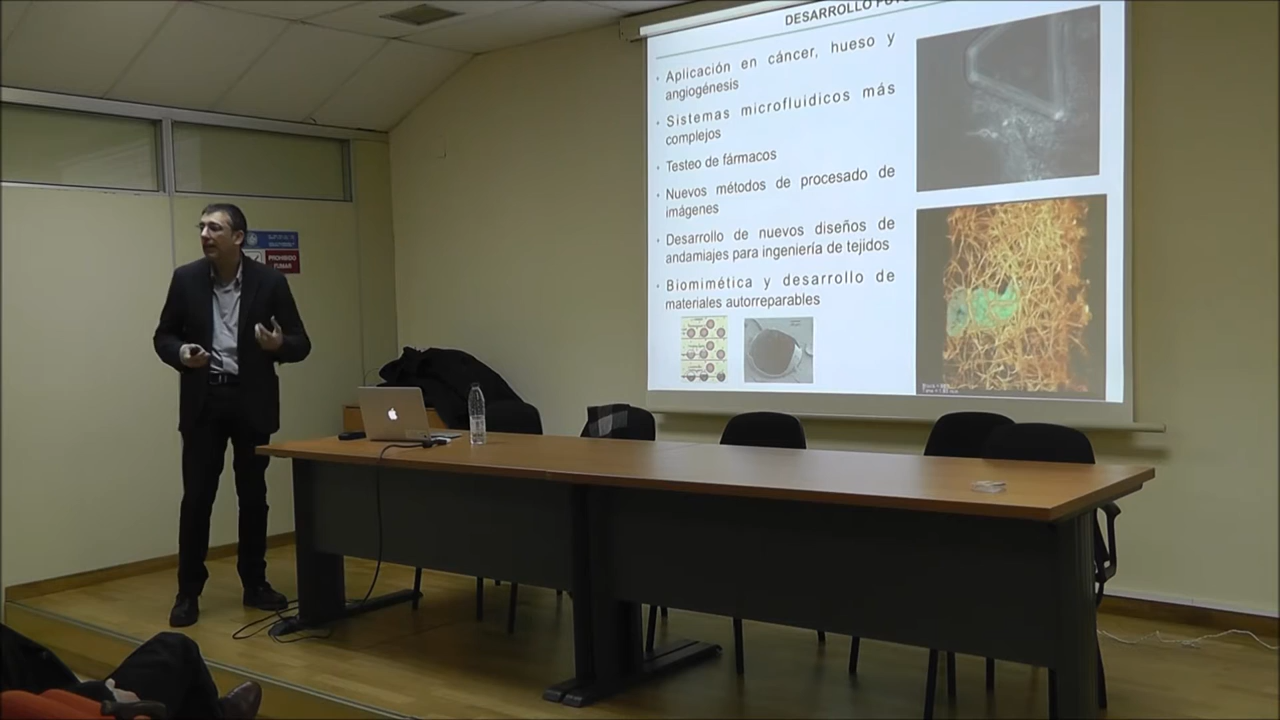 DESARROLLO
• Aplicación en cáncer, hueso y
angiogénesis
• Sistemas microfluidicos más
complejos
• Testeo de fármacos
• Nuevos métodos de procesado de
imágenes
• Desarrollo de nuevos diseños de
andamiajes para ingeniería de tejidos
• Biomimética y desarrollo de
materiales autorreparables
PROHIBIDO
FUMAR